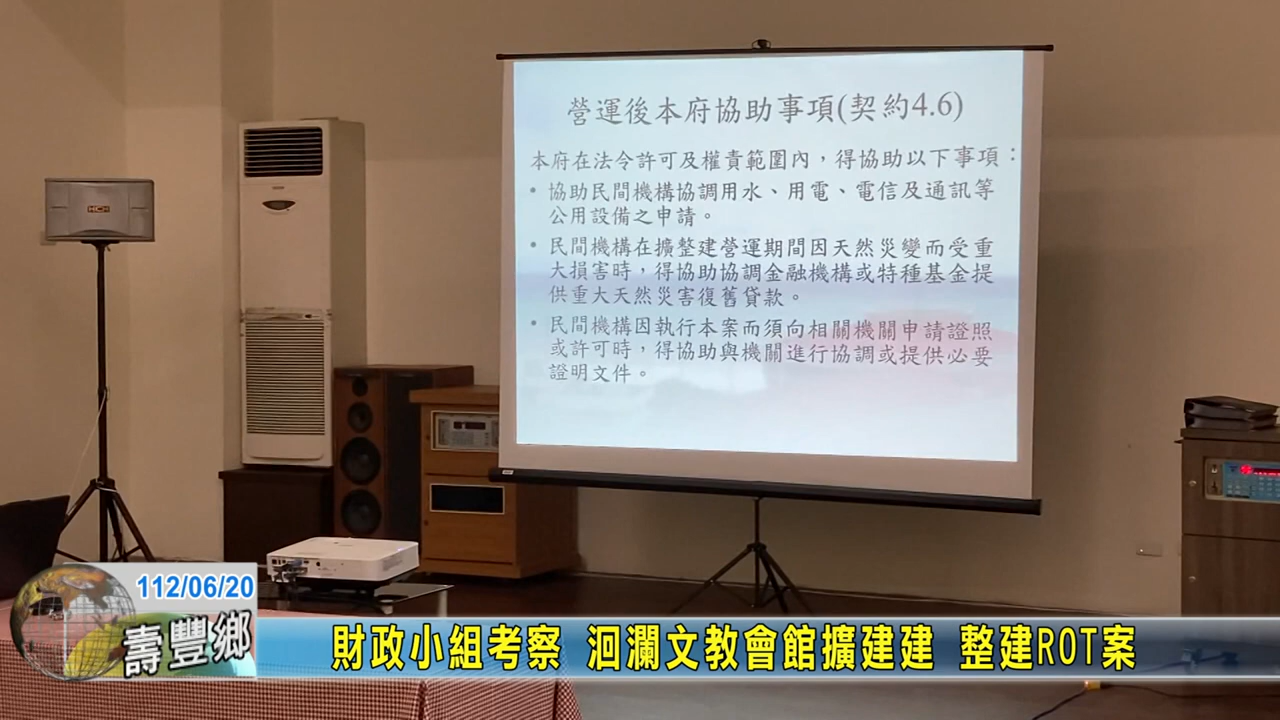 營運後本府協助事項(契約4.6)
本府在法令許可及權責範圍內，得協助以下事項：
• 協助民間機構協調用水、用電、電信及通訊等
公用設備之申請。
• 民間機構在擴整建營運期間因天然災變而受重
大損害時，得協助協調金融機構或特種基金提
供重大天然災害復舊貸款。
• 民間機構因執行本案而須向相關機關申請證照
或許可時，得協助與機關進行協調或提供必要
證明文件。
112/06/20
壽豐鄉
財政小組考察 洄瀾文教會館擴建建 整建ROT案